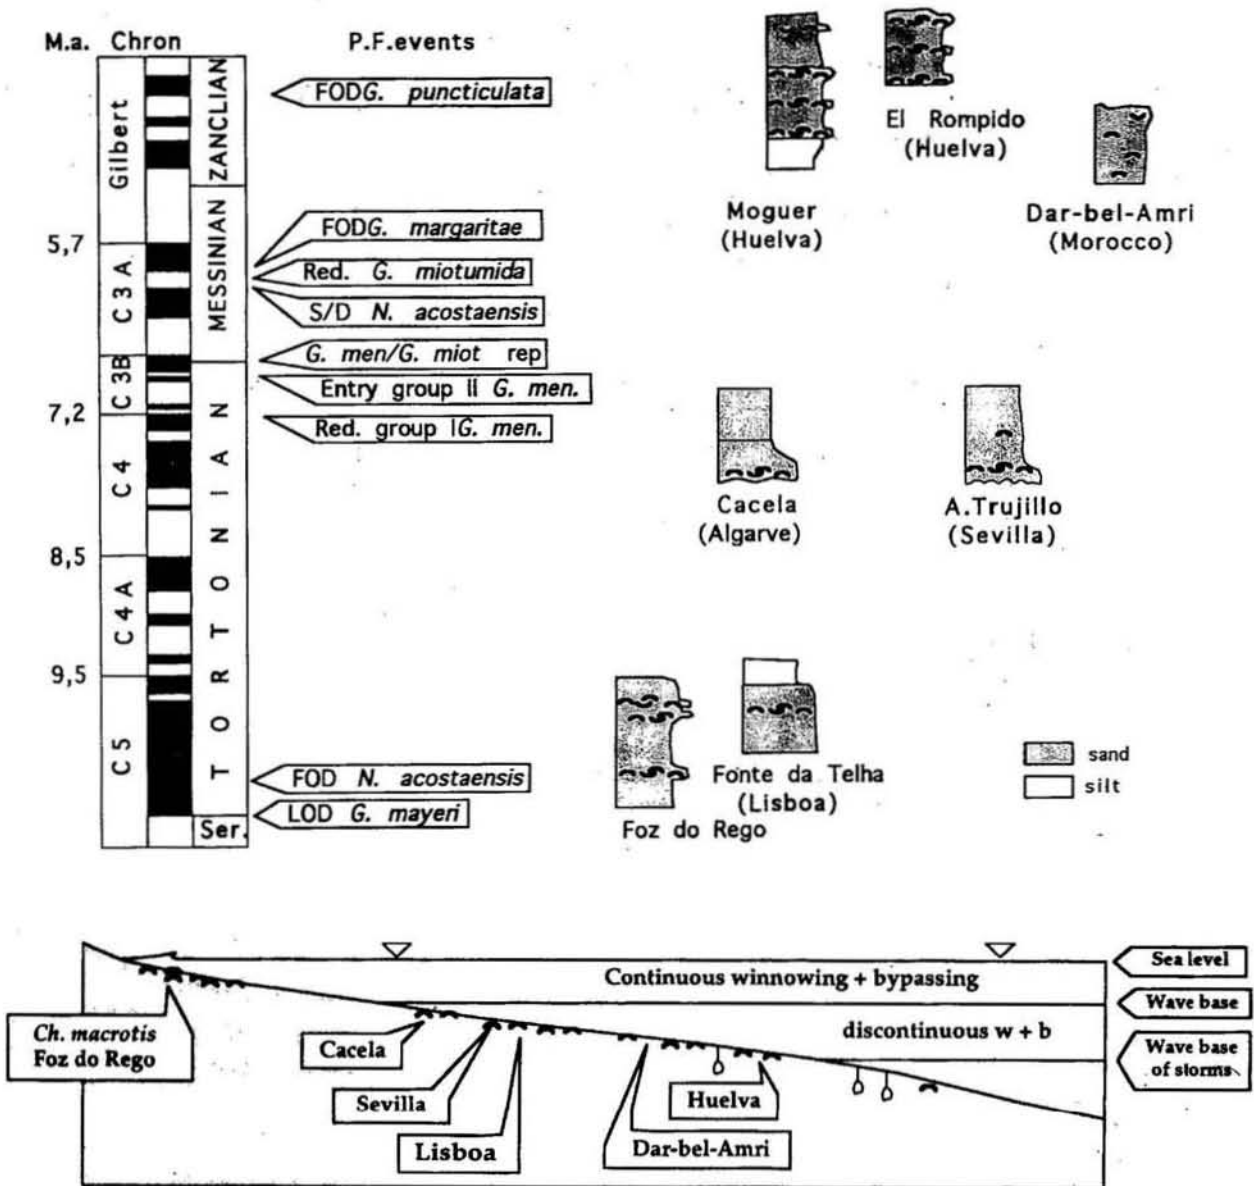 M.a. Chron P.F.events
Gilbert
C 3 A
C 3B
C 4
C 4 A
C 5
5,7
7,2
8,5
9,5
ZANCLIAN
MESSINIAN
TORTONIAN
Ser.
FODG. puncticulata
FODG. margaritae
Red. G. miotumida
S/D N. acostaensis
G. men/G. miot rep
Entry group II G. men.
Red. group IG. men.
FOD N. acostaensis
LOD G. mayeri
Moguer
(Huelva)
El Rompido
(Huelva)
Dar-bel-Amri
(Morocco)
Cacela
(Algarve)
A.Trujillo
(Sevilla)
Foz do Rego
Fonte da Telha
(Lisboa)
sand
silt
Continuous winnowing + bypassing
discontinuous w + b
Sea level
Wave base
Wave base
of storms
Ch. macrotis
Foz do Rego
Cacela
Sevilla
Lisboa
Dar-bel-Amri
Huelva